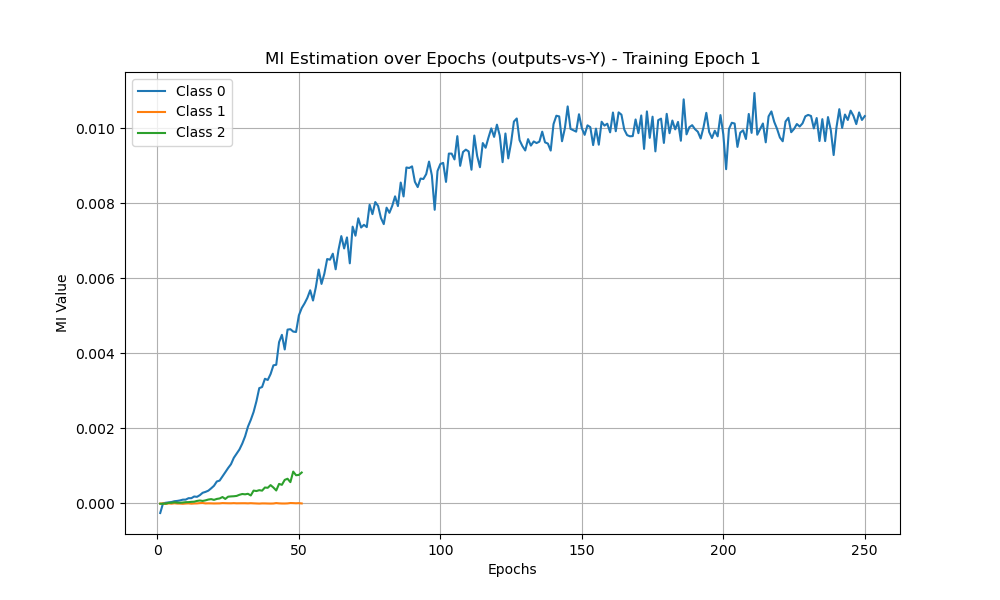 MI Estimation over Epochs (outputs-vs-Y) - Training Epoch 1
Class 0
Class 1
Class 2
MI Value
0.010
0.008
0.006
0.004
0.002
0.000
0 50 100 150 200 250
Epochs